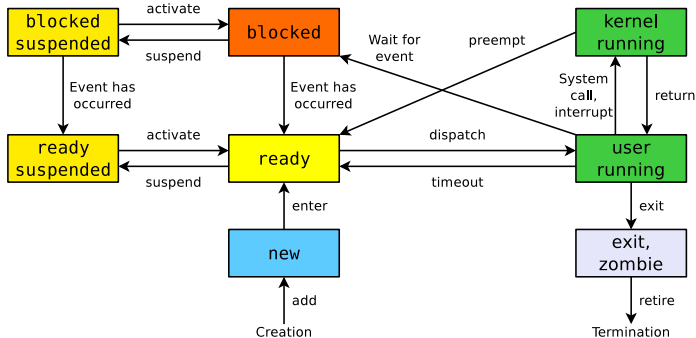 blocked
suspended
activate
suspend
blocked
Wait for
event
preempt
kernel
running
Event has
occurred
Event has
occurred
System
call,
interrupt
return
ready
suspended
activate
suspend
ready
dispatch
timeout
user
running
enter
exit
new
exit,
zombie
add
retire
Creation
Termination